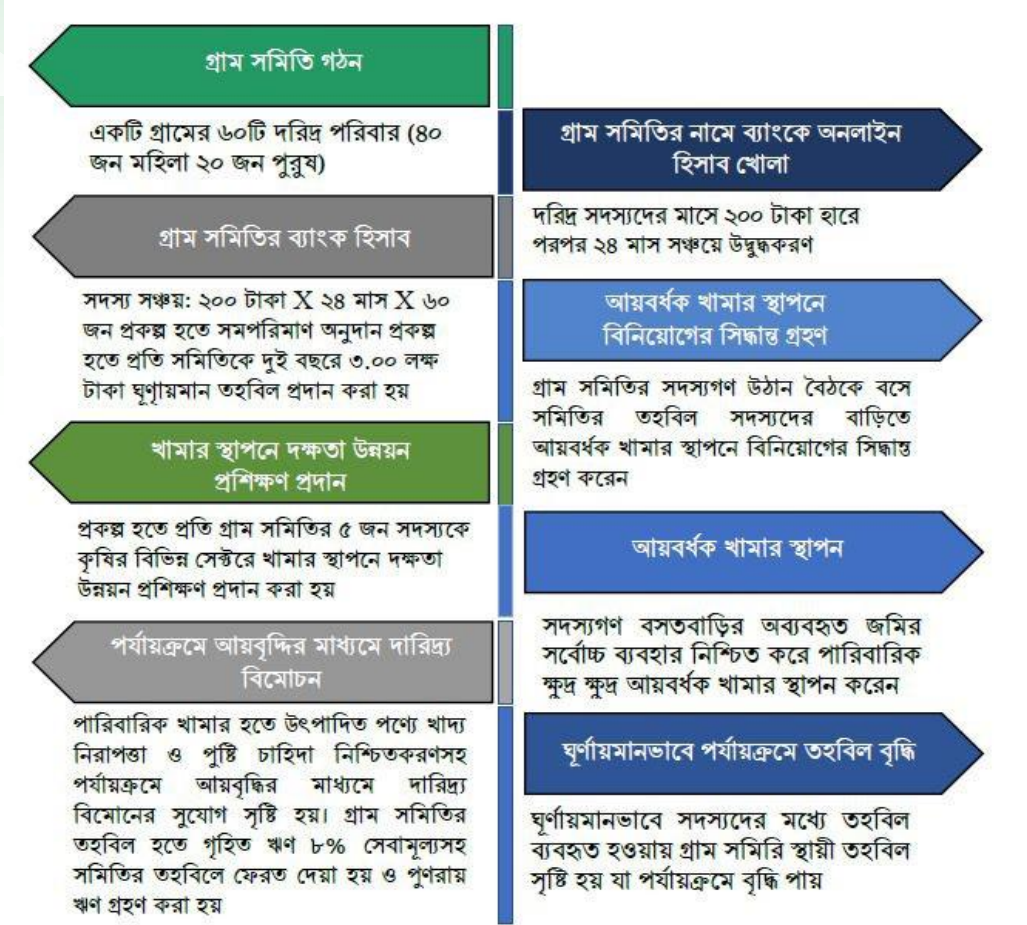 গ্রাম সমিতি গঠন
একটি গ্রামের ৬০টি দরিদ্র পরিবার (৪০
জন মহিলা ২০ জন পুরুষ)
গ্রাম সমিতির নামে ব্যাংকে অনলাইন
হিসাব খোলা
দরিদ্র সদস্যদের মাসে ২০০ টাকা হারে
পরপর ২৪ মাস সঞ্চয়ে উদ্বুদ্ধকরণ
গ্রাম সমিতির ব্যাংক হিসাব
সদস্য সঞ্চয়: ২০০ টাকা X ২৪ মাস X ৬০
জন প্রকল্প হতে সমপরিমাণ অনুদান প্রকল্প
হতে প্রতি সমিতিকে দুই বছরে ৩.০০ লক্ষ
টাকা ঘূণৃায়মান তহবিল প্রদান করা হয়
আয়বর্ধক খামার স্থাপনে
বিনিয়োগের সিদ্ধান্ত গ্রহণ
গ্রাম সমিতির সদস্যগণ উঠান বৈঠকে বসে
সমিতির তহবিল সদস্যদের বাড়িতে
আয়বর্ধক খামার স্থাপনে বিনিয়োগের সিদ্ধান্ত
গ্রহণ করেন
খামার স্থাপনে দক্ষতা উন্নয়ন
প্রশিক্ষণ প্রদান
প্রকল্প হতে প্রতি গ্রাম সমিতির ৫ জন সদস্যকে
কৃষির বিভিন্ন সেক্টরে খামার স্থাপনে দক্ষতা
উন্নয়ন প্রশিক্ষণ প্রদান করা হয়
আয়বর্ধক খামার স্থাপন
সদস্যগণ বসতবাড়ির অব্যবহৃত জমির
সর্বোচ্চ ব্যবহার নিশ্চিত করে পারিবারিক
ক্ষুদ্র ক্ষুদ্র আয়বর্ধক খামার স্থাপন করেন
পর্যায়ক্রমে আয়বৃদ্দির মাধ্যমে দারিদ্র্য
বিমোচন
পারিবারিক খামার হতে উৎপাদিত পণ্যে খাদ্য
নিরাপত্তা ও পুষ্টি চাহিদা নিশ্চিতকরণসহ
পর্যায়ক্রমে আয়বৃদ্ধির মাধ্যমে দারিদ্র্য
বিমোনের সুযোগ সৃষ্টি হয়। গ্রাম সমিতির
তহবিল হতে গৃহিত ঋণ ৮% সেবামূল্যসহ
সমিতির তহবিলে ফেরত দেয়া হয় ও পুণরায়
ঋণ গ্রহণ করা হয়
ঘূর্ণায়মানভাবে পর্যায়ক্রমে তহবিল বৃদ্ধি
ঘূর্ণায়মানভাবে সদস্যদের মধ্যে তহবিল
ব্যবহৃত হওয়ায় গ্রাম সমিরি স্থায়ী তহবিল
সৃষ্টি হয় যা পর্যায়ক্রমে বৃদ্ধি পায়